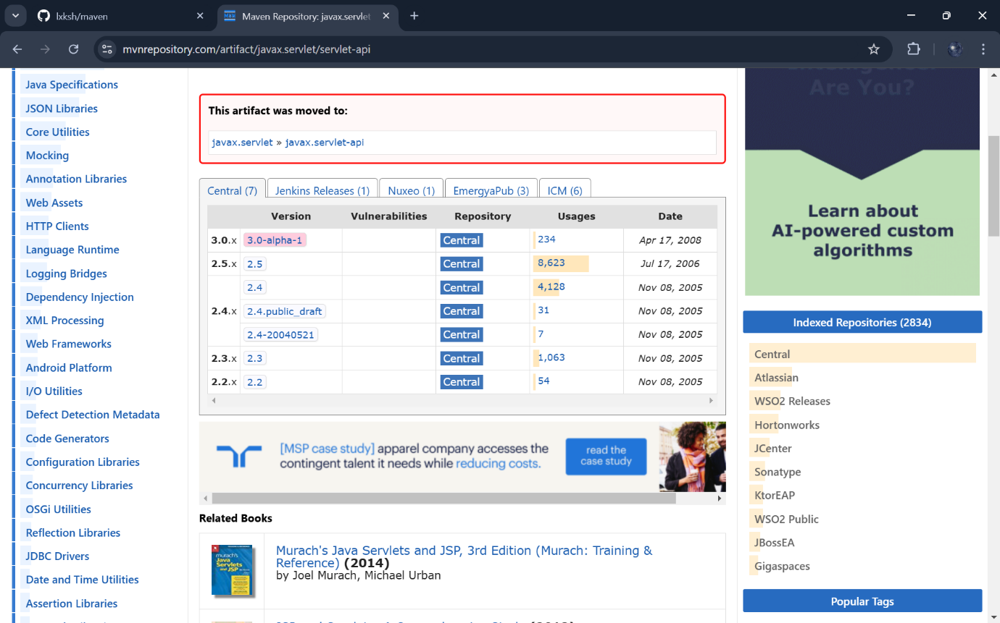 lxksh/maven
Maven Repository: javax.servlet
mvnrepository.com/artifact/javax.servlet/servlet-api
Java Specifications
JSON Libraries
Core Utilities
Mocking
Annotation Libraries
Web Assets
HTTP Clients
Language Runtime
Logging Bridges
Dependency Injection
XML Processing
Web Frameworks
Android Platform
I/O Utilities
Defect Detection Metadata
Code Generators
Configuration Libraries
Concurrency Libraries
OSGi Utilities
Reflection Libraries
JDBC Drivers
Date and Time Utilities
Assertion Libraries
This artifact was moved to:
javax.servlet » javax.servlet-api
Central (7) Jenkins Releases (1) Nuxeo (1) EmergyaPub (3) ICM (6)
Version Vulnerabilities Repository Usages Date
3.0.x 3.0-alpha-1 Central 234 Apr 17, 2008
2.5.x 2.5 Central 8,623 Jul 17, 2006
2.4 Central 4,128 Nov 08, 2005
2.4.x 2.4.public_draft Central 31 Nov 08, 2005
2.4-20040521 Central 7 Nov 08, 2005
2.3.x 2.3 Central 1,063 Nov 08, 2005
2.2.x 2.2 Central 54 Nov 08, 2005
[MSP case study] apparel company accesses the
contingent talent it needs while reducing costs.
read the
case study
Related Books
murach's
Java
Servlets
and JSP
Murach's Java Servlets and JSP, 3rd Edition (Murach: Training &
Reference) (2014)
by Joel Murach, Michael Urban
Are You?
Learn about
AI-powered custom
algorithms
Indexed Repositories (2834)
Central
Atlassian
WSO2 Releases
Hortonworks
JCenter
Sonatype
KtorEAP
WSO2 Public
JBossEA
Gigaspaces
Popular Tags